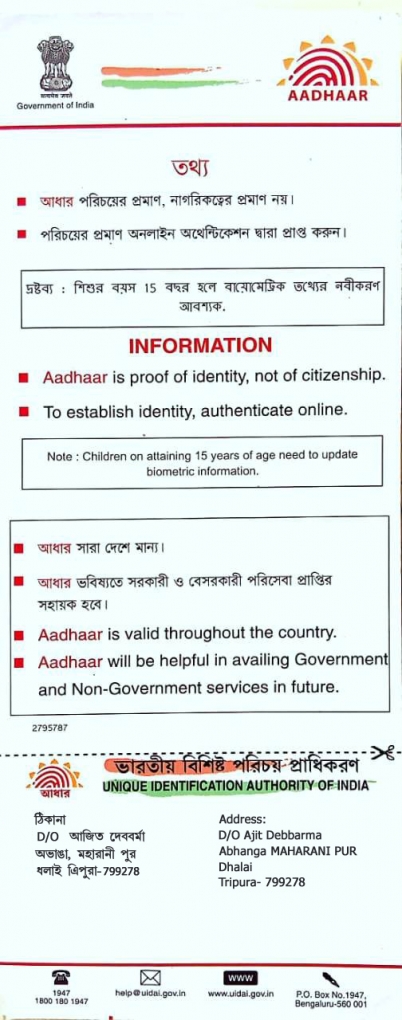 सत्यमेव जयते
Government of India
AADHAAR
তথ্য
আধার পরিচয়ের প্রমাণ, নাগরিকত্বের প্রমাণ নয়।
পরিচয়ের প্রমাণ অনলাইন অথেন্টিকেশন দ্বারা প্রাপ্ত করুন।
দ্রষ্টব্য : শিশুর বয়স 15 বছর হলে বায়োমেট্রিক তথ্যের নবীকরণ
আবশ্যক.
INFORMATION
Aadhaar is proof of identity, not of citizenship.
To establish identity, authenticate online.
Note : Children on attaining 15 years of age need to update
biometric information.
আধার সারা দেশে মান্য।
আধার ভবিষ্যতে সরকারী ও বেসরকারী পরিসেবা প্রাপ্তির
সহায়ক হবে।
Aadhaar is valid throughout the country.
Aadhaar will be helpful in availing Government
and Non-Government services in future.
2795787
ভারতীয় বিশিষ্ট পরিচয় প্রাধিকরণ
UNIQUE IDENTIFICATION AUTHORITY OF INDIA
আধার
ঠিকানা
D/O আজিত দেববর্মা
অভাঙা, মহারানী পুর
ধলাই ত্রিপুরা-799278
Address:
D/O Ajit Debbarma
Abhanga MAHARANI PUR
Dhalai
Tripura- 799278
1947
1800 180 1947
help@uidai.gov.in
www
www.uidai.gov.in
P.O. Box No.1947,
Bengaluru-560 001